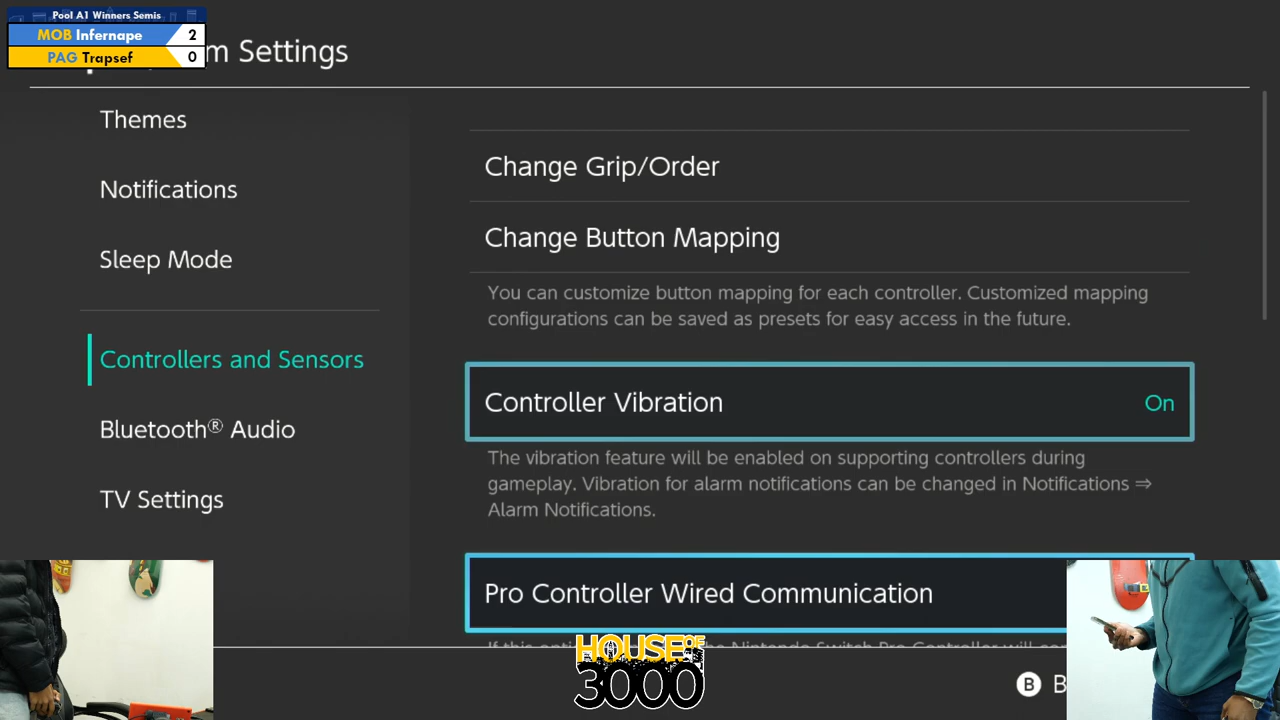 Pool A1 Winners Semis
MOB Infernape 2
PAG Trapsef 0
m Settings
Themes
Notifications
Sleep Mode
Controllers and Sensors
Bluetooth® Audio
TV Settings
Change Grip/Order
Change Button Mapping
You can customize button mapping for each controller. Customized mapping
configurations can be saved as presets for easy access in the future.
Controller Vibration On
The vibration feature will be enabled on supporting controllers during
gameplay. Vibration for alarm notifications can be changed in Notifications ⇒
Alarm Notifications.
Pro Controller Wired Communication
HOUSE OF
3000
B